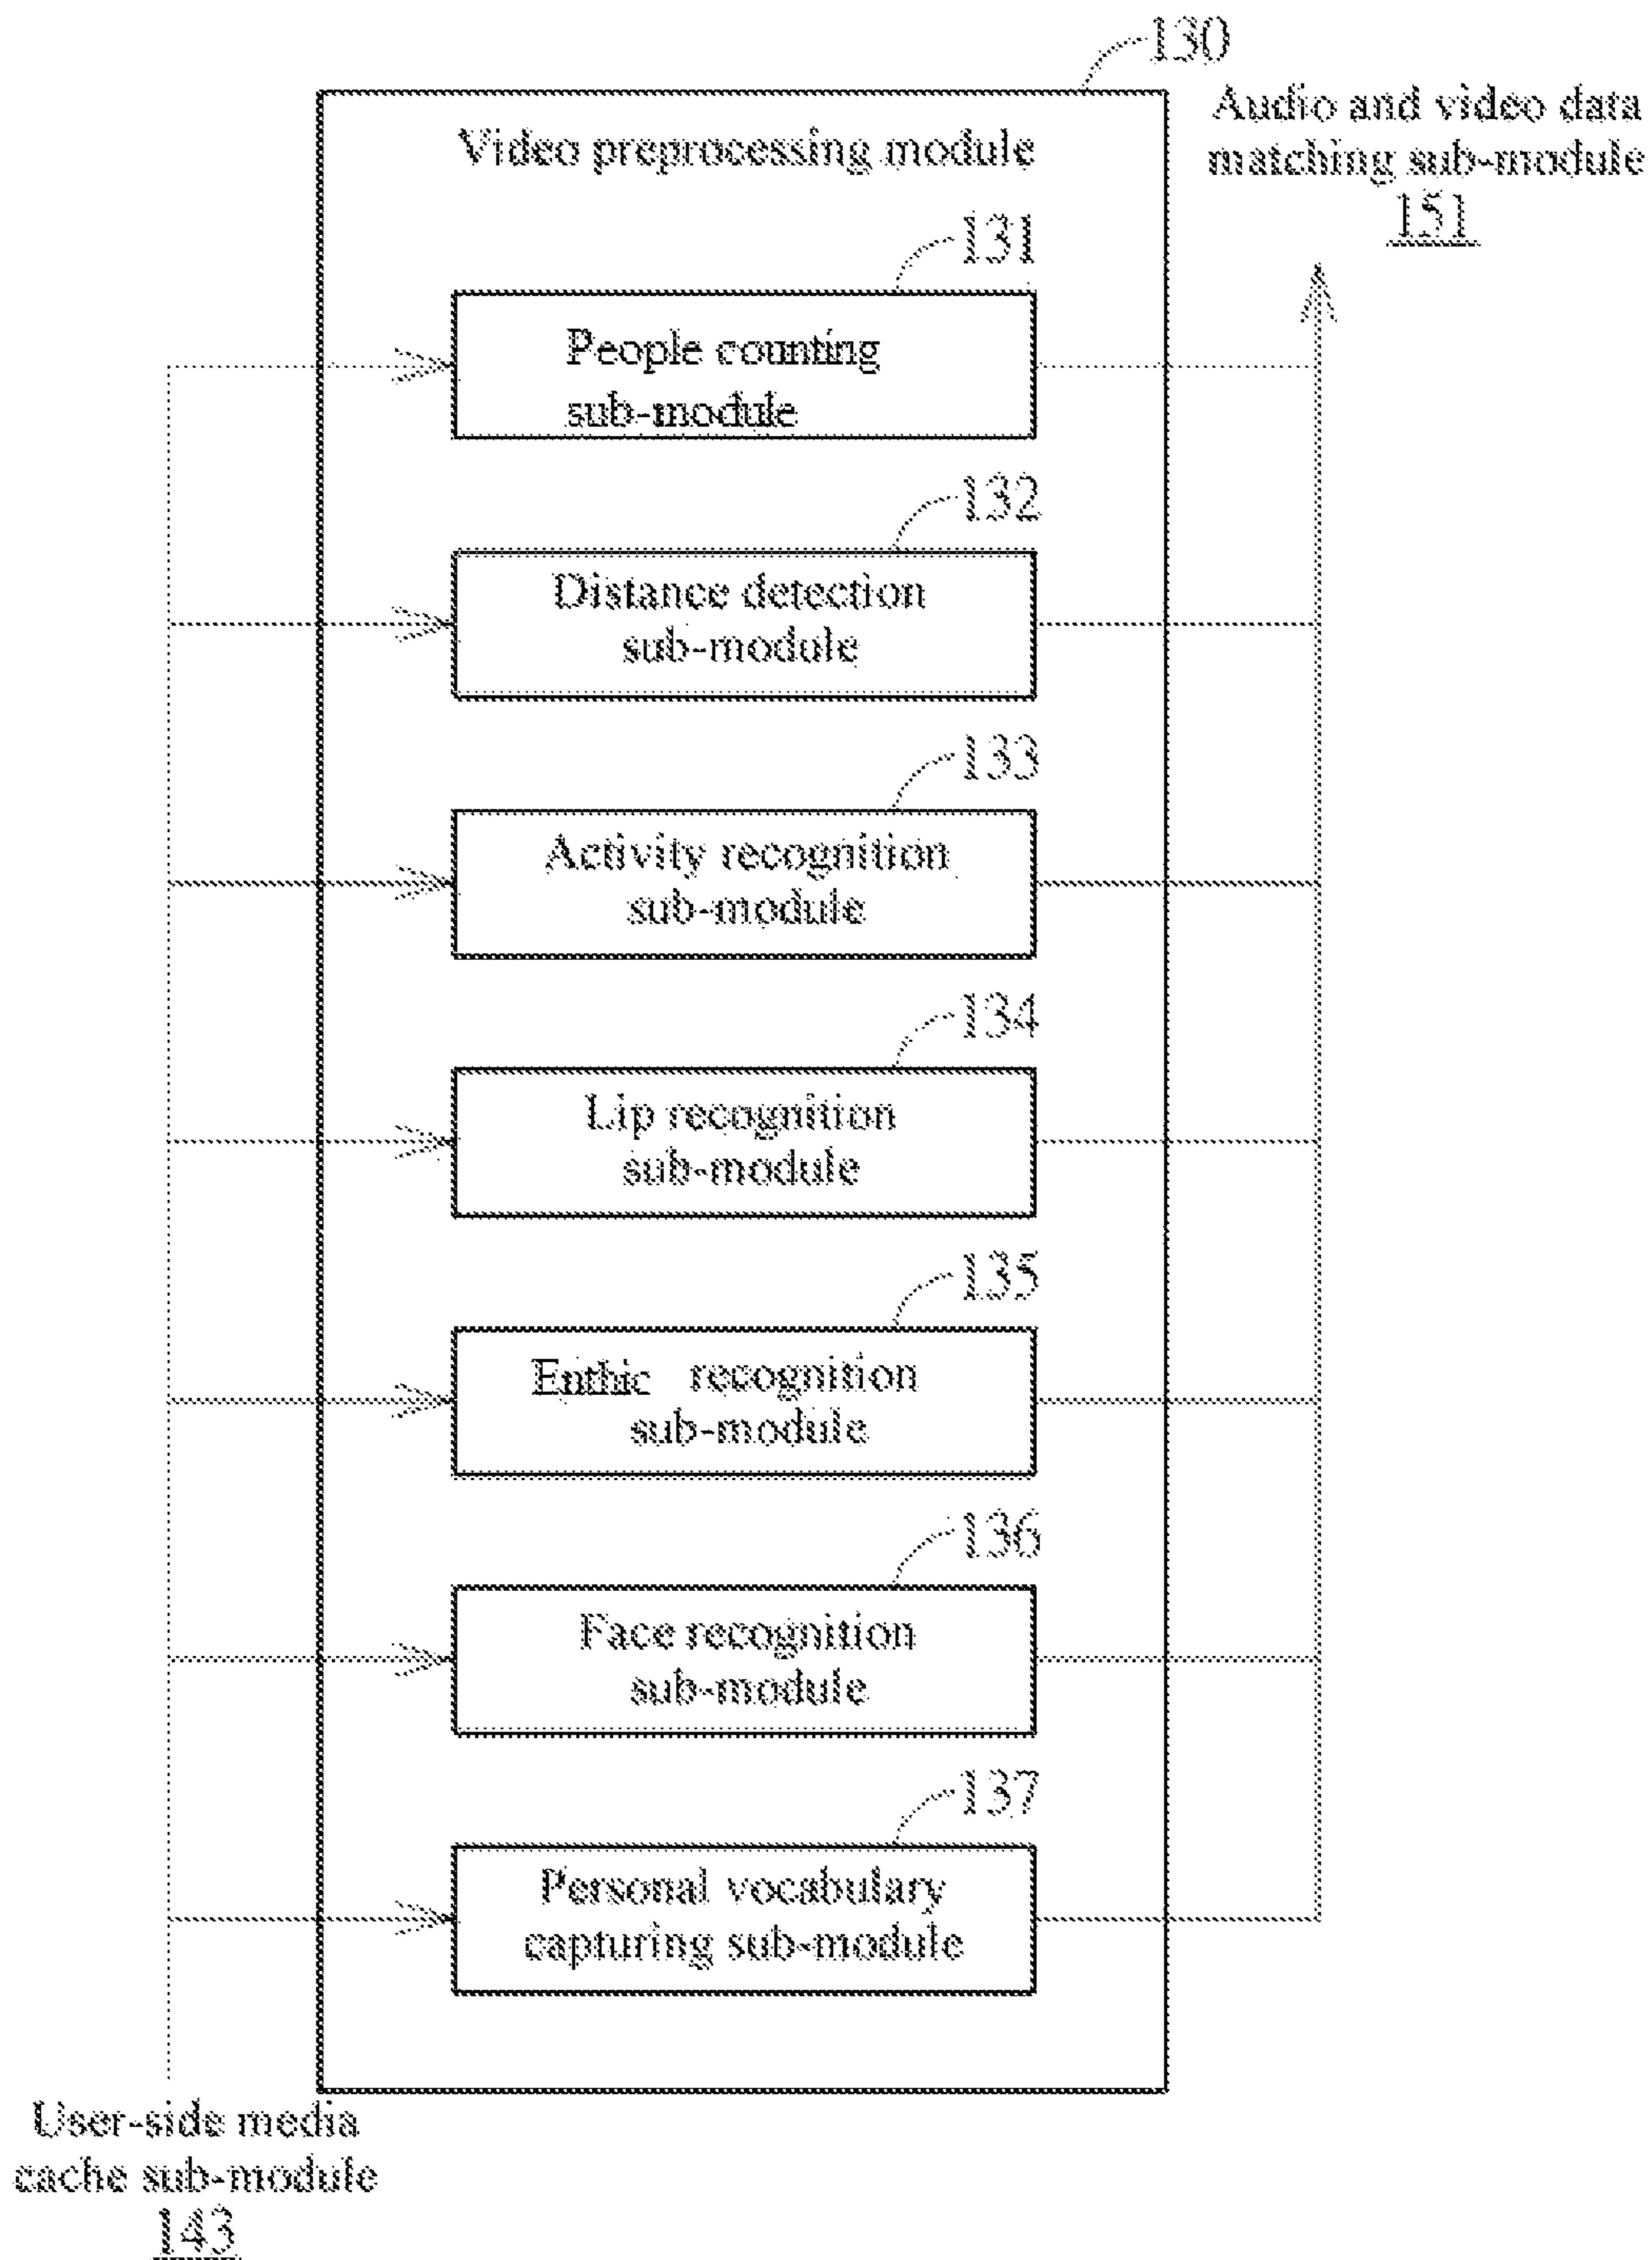 130
Audio and video data
matching sub-module
151
Video preprocessing module
131
People counting
sub-module
132
Distance detection
sub-module
133
Activity recognition
sub-module
134
Lip recognition
sub-module
135
Enthic recognition
sub-module
136
Face recognition
sub-module
137
Personal vocabulary
capturing sub-module
User-side media
cache sub-module
143